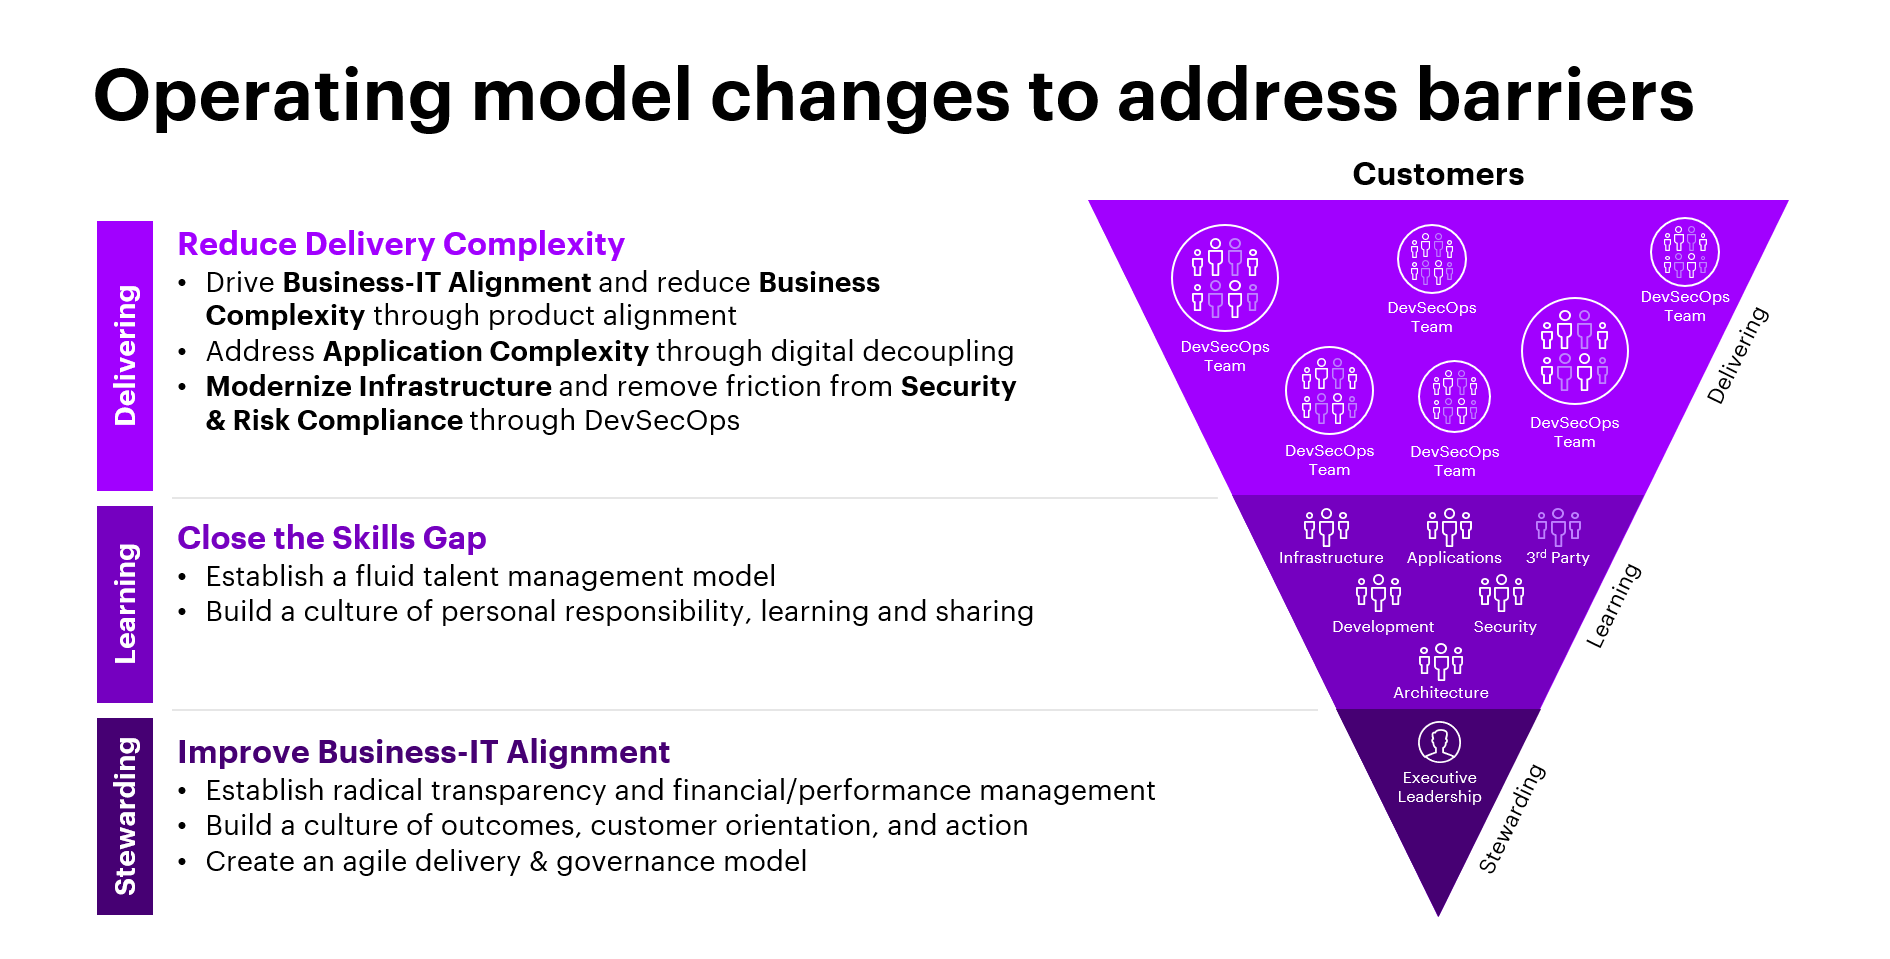 Operating model changes to address barriers
Delivering
Reduce Delivery Complexity
• Drive Business-IT Alignment and reduce Business
Complexity through product alignment
• Address Application Complexity through digital decoupling
• Modernize Infrastructure and remove friction from Security
& Risk Compliance through DevSecOps
Learning
Close the Skills Gap
• Establish a fluid talent management model
• Build a culture of personal responsibility, learning and sharing
Stewarding
Improve Business-IT Alignment
• Establish radical transparency and financial/performance management
• Build a culture of outcomes, customer orientation, and action
• Create an agile delivery & governance model
Customers
DevSecOps
Team
DevSecOps
Team
DevSecOps
Team
DevSecOps
Team
DevSecOps
Team
DevSecOps
Team
Delivering
Infrastructure
Applications
3rd Party
Development
Security
Architecture
Learning
Executive
Leadership
Stewarding